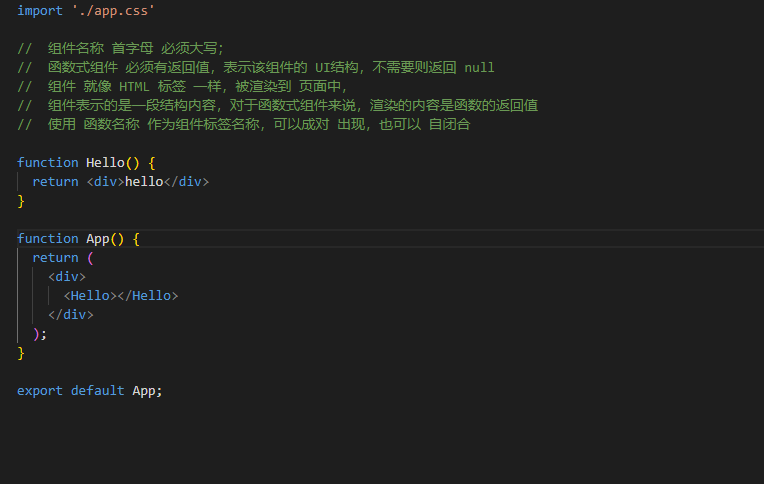 import './app.css'
//  组件名称 首字母 必须大写;
//  函数式组件 必须有返回值, 表示该组件的 UI结构, 不需要则返回 null
//  组件 就像 HTML 标签 一样, 被渲染到 页面中,
//  组件表示的是一段结构内容, 对于函数式组件来说, 渲染的内容是函数的返回值
//  使用 函数名称 作为组件标签名称, 可以成对 出现, 也可以 自闭合
function Hello() {
  return <div>hello</div>
}
function App() {
  return (
    <div>
      <Hello></Hello>
    </div>
  );
}
export default App;